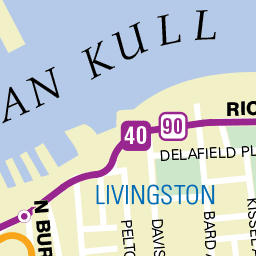 AN KULL
40
90
RIC
DELAFIELD PL
LIVINGSTON
N BUR
PELTO
DAVIS
BARD A
KISSEL